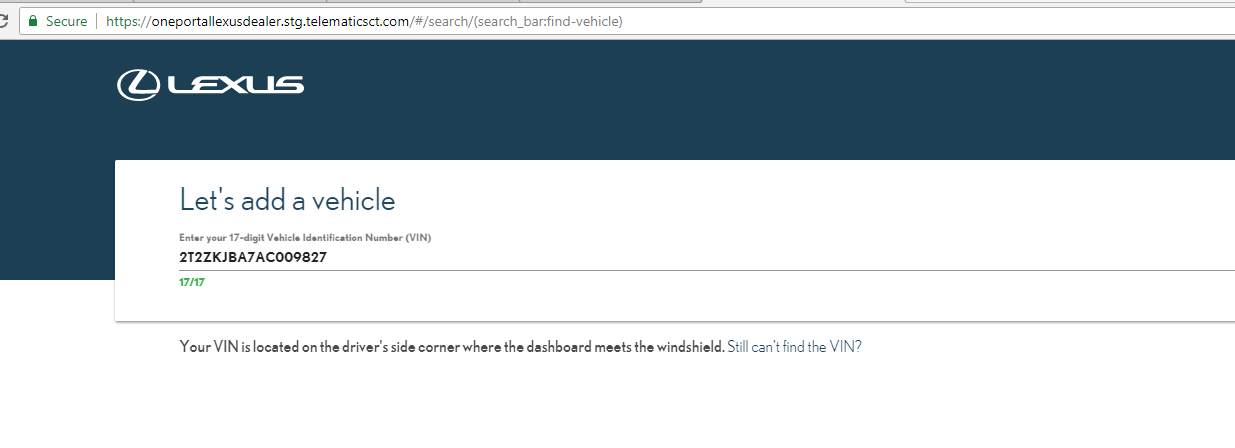 Secure | https://oneportallexusdealer.stg.telematicsct.com/#/search/(search_bar:find-vehicle)
LEXUS
Let's add a vehicle
Enter your 17-digit Vehicle Identification Number (VIN)
2T2ZKJBA7AC009827
17/17
Your VIN is located on the driver's side corner where the dashboard meets the windshield. Still can't find the VIN?